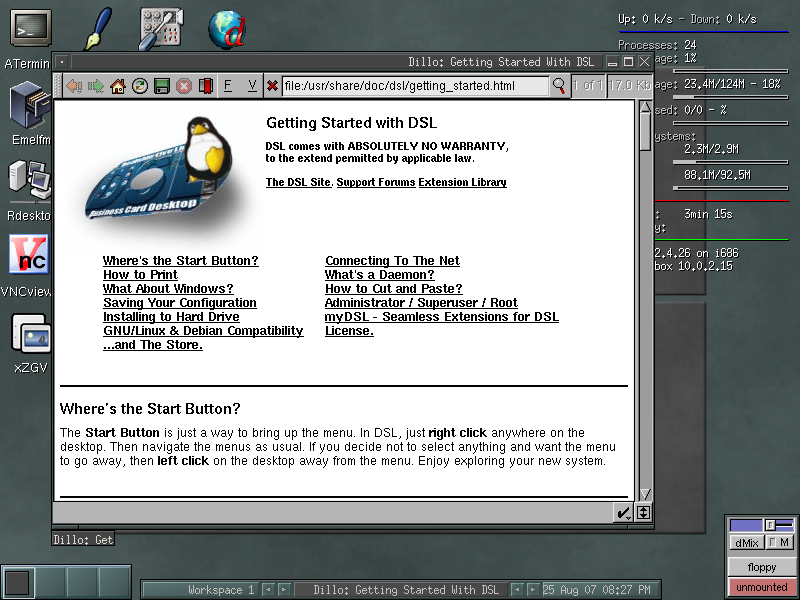 Up: 0 k/s - Down: 0 k/s
Processes: 24
age: 1%
age: 23.4M/124M - 18%
sed: 0/0 - %
ystems:
2.3M/2.9M
88.1M/92.5M
: 3min 15s
y:
2.4.26 on i686
box 10.0.2.15
ATermin
Emelfm
Rdeskto
VNCview
Vnc
xZGV
Dillo: Getting Started With DSL
F V
file:/usr/share/doc/dsl/getting_started.html
1 of 1
17.0 Kb
Business Card Desktop
Getting Started with DSL
DSL comes with ABSOLUTELY NO WARRANTY,
to the extend permitted by applicable law.
The DSL Site, Support Forums Extension Library
Where's the Start Button?
How to Print
What About Windows?
Saving Your Configuration
Installing to Hard Drive
GNU/Linux & Debian Compatibility
...and The Store.
Connecting To The Net
What's a Daemon?
How to Cut and Paste?
Administrator / Superuser / Root
myDSL - Seamless Extensions for DSL
License.
Where's the Start Button?
The Start Button is just a way to bring up the menu. In DSL, just right click anywhere on the
desktop. Then navigate the menus as usual. If you decide not to select anything and want the menu
to go away, then left click on the desktop away from the menu. Enjoy exploring your new system.
Dillo: Get
dMix M
floppy
unmounted
Workspace 1
Dillo: Getting Started With DSL
25 Aug 07 08:27 PM